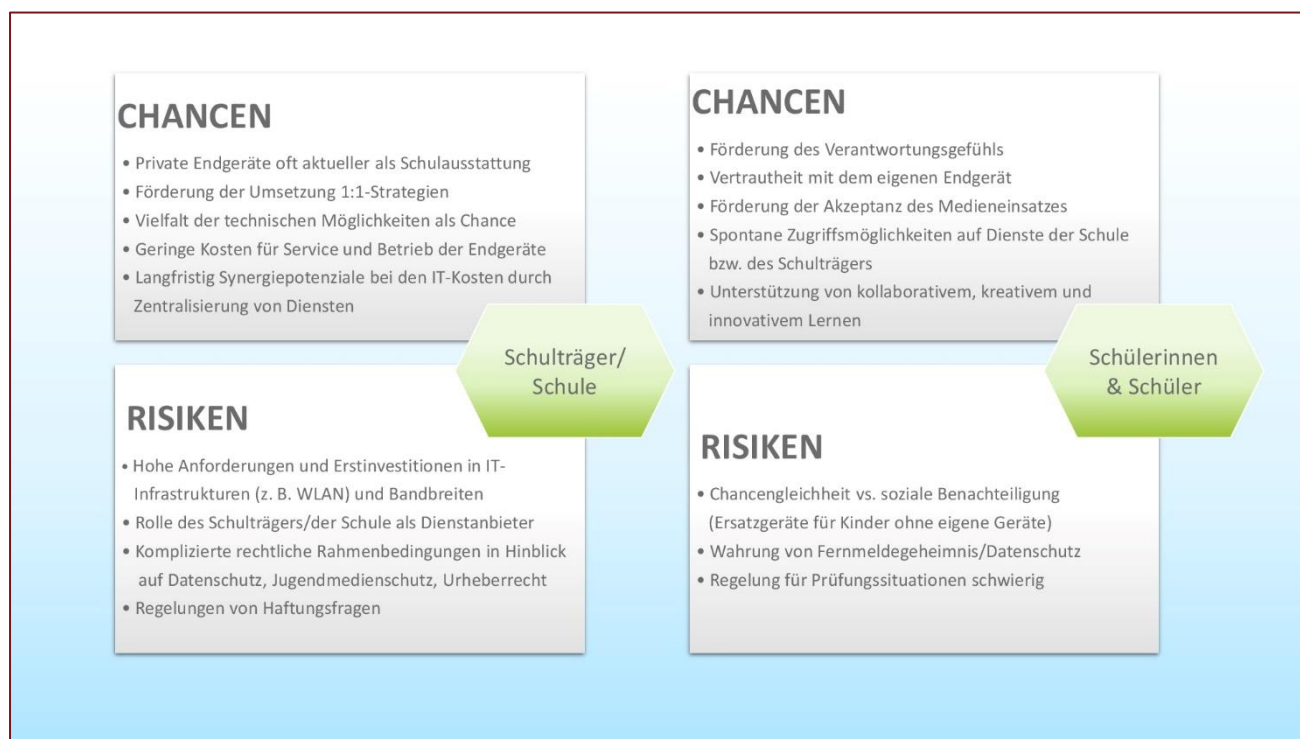 CHANCEN
• Private Endgeräte oft aktueller als Schulausstattung
• Förderung der Umsetzung 1:1-Strategien
• Vielfalt der technischen Möglichkeiten als Chance
• Geringe Kosten für Service und Betrieb der Endgeräte
• Langfristig Synergiepotenziale bei den IT-Kosten durch
Zentralisierung von Diensten
Schulträger/
Schule
RISIKEN
• Hohe Anforderungen und Erstinvestitionen in IT-
Infrastrukturen (z. B. WLAN) und Bandbreiten
• Rolle des Schulträgers/der Schule als Dienstanbieter
• Komplizierte rechtliche Rahmenbedingungen in Hinblick
auf Datenschutz, Jugendmedienschutz, Urheberrecht
• Regelungen von Haftungsfragen
CHANCEN
• Förderung des Verantwortungsgefühls
• Vertrautheit mit dem eigenen Endgerät
• Förderung der Akzeptanz des Medieneinsatzes
• Spontane Zugriffsmöglichkeiten auf Dienste der Schule
bzw. des Schulträgers
• Unterstützung von kollaborativem, kreativem und
innovativem Lernen
Schülerinnen
& Schüler
RISIKEN
• Chancengleichheit vs. soziale Benachteiligung
(Ersatzgeräte für Kinder ohne eigene Geräte)
• Wahrung von Fernmeldegeheimnis/Datenschutz
• Regelung für Prüfungssituationen schwierig